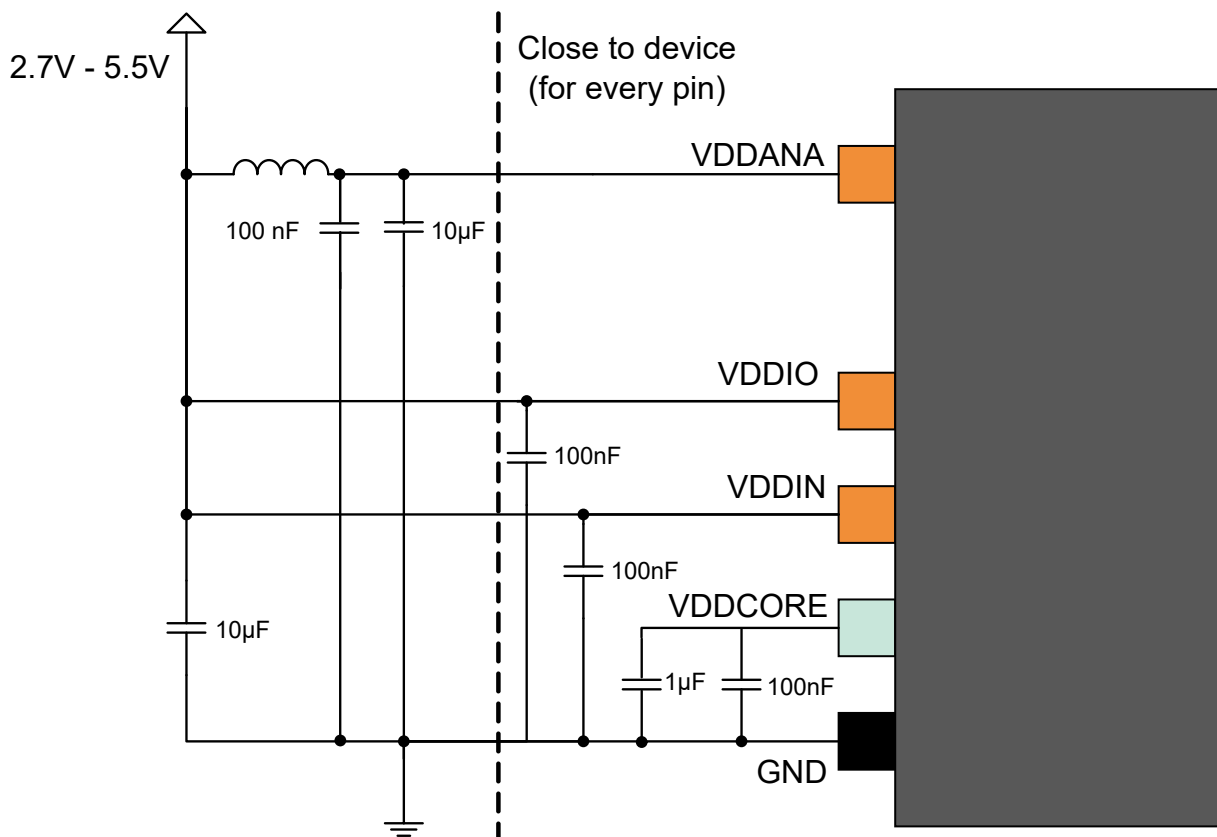 2.7V - 5.5V
Close to device
(for every pin)
VDDANA
100 nF
10µF
VDDIO
100nF
VDDIN
100nF
VDDCORE
10µF
1µF
100nF
GND